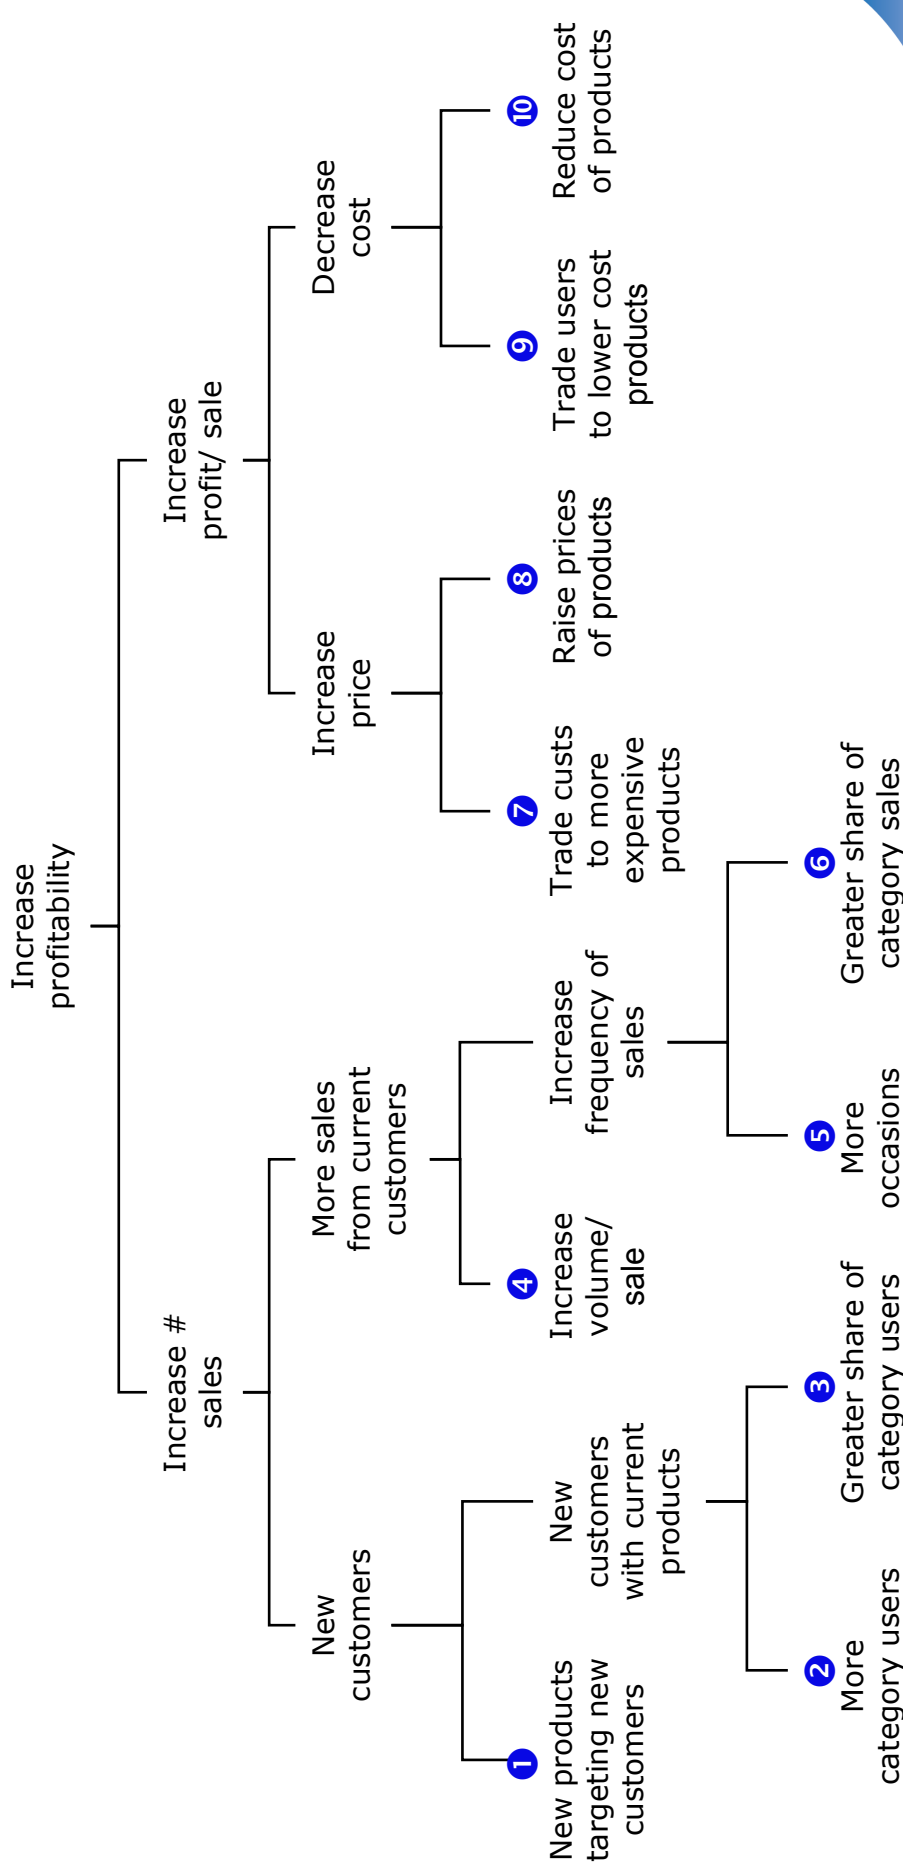 Increase
profitability
Increase #
sales
Increase
profit/ sale
New
customers
More sales
from current
customers
Increase
price
Decrease
cost
1
New products
targeting new
customers
New
customers
with current
products
4
Increase
volume/
sale
Increase
frequency of
sales
7
Trade custs
to more
expensive
products
8
Raise prices
of products
9
Trade users
to lower cost
products
10
Reduce cost
of products
2
More
category users
3
Greater share of
category users
5
More
occasions
6
Greater share of
category sales